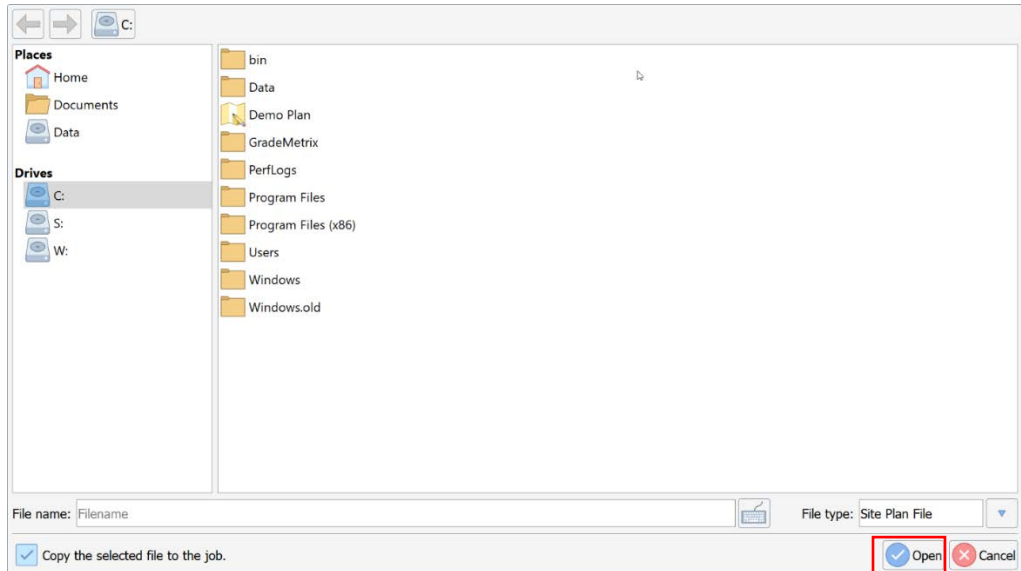 C:
Places
Home
Documents
Data
Drives
C:
S:
W:
bin
Data
Demo Plan
GradeMetrix
PerfLogs
Program Files
Program Files (x86)
Users
Windows
Windows.old
File name: Filename
File type: Site Plan File
Copy the selected file to the job.
Open Cancel